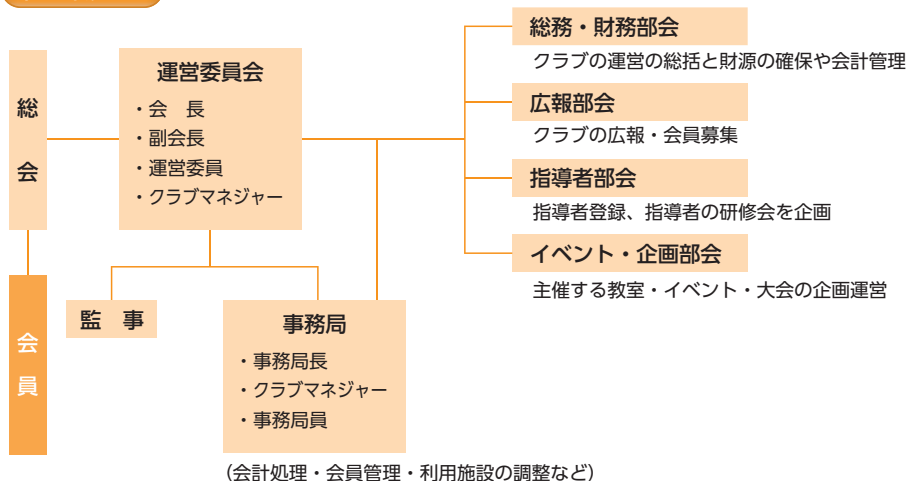 総会
会員
運営委員会
・会　長
・副会長
・運営委員
・クラブマネジャー
監　事
事務局
・事務局長
・クラブマネジャー
・事務局員
(会計処理・会員管理・利用施設の調整など)
総務・財務部会
クラブの運営の総括と財源の確保や会計管理
広報部会
クラブの広報・会員募集
指導者部会
指導者登録、指導者の研修会を企画
イベント・企画部会
主催する教室・イベント・大会の企画運営